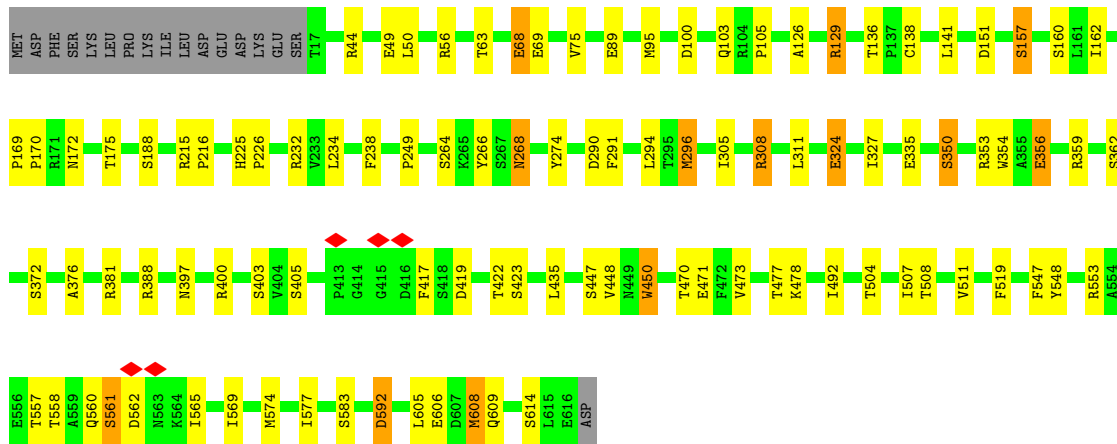 MET ASP PHE SER LYS LEU PRO LYS ILE LEU ASP GLU ASP LYS GLU SER T17 R44 E49 L50 R56 T63 E68 E69 V75 E89 M95 D100 Q103 R104 P105 A126 R129 T136 P137 C138 L141 D151 S157 S160 L161 I162
P169 P170 R171 N172 T175 S188 R215 P216 H225 P226 R232 V233 L234 F238 P249 S264 K265 Y266 S267 N268 Y274 D290 F291 L294 T295 M296 I305 R308 L311 E324 I327 E335 S350 R353 W354 A355 E356 R359 S362
S372 A376 R381 R388 N397 R400 S403 V404 S405 P413 G414 G415 D416 F417 S418 D419 T422 S423 L435 S447 V448 N449 W450 T470 E471 F472 V473 T477 K478 I492 T504 I507 T508 V511 F519 F547 Y548 R553 A554
E556 T557 T558 A559 Q560 S561 D562 N563 K564 I565 I569 M574 I577 S583 D592 L605 E606 D607 M608 Q609 S614 L615 E616 ASP